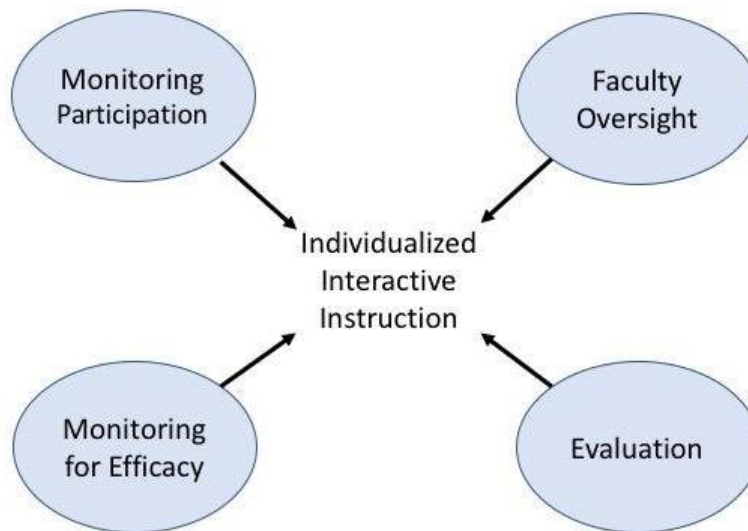 Monitoring
Participation
Faculty
Oversight
Individualized
Interactive
Instruction
Monitoring
for Efficacy
Evaluation